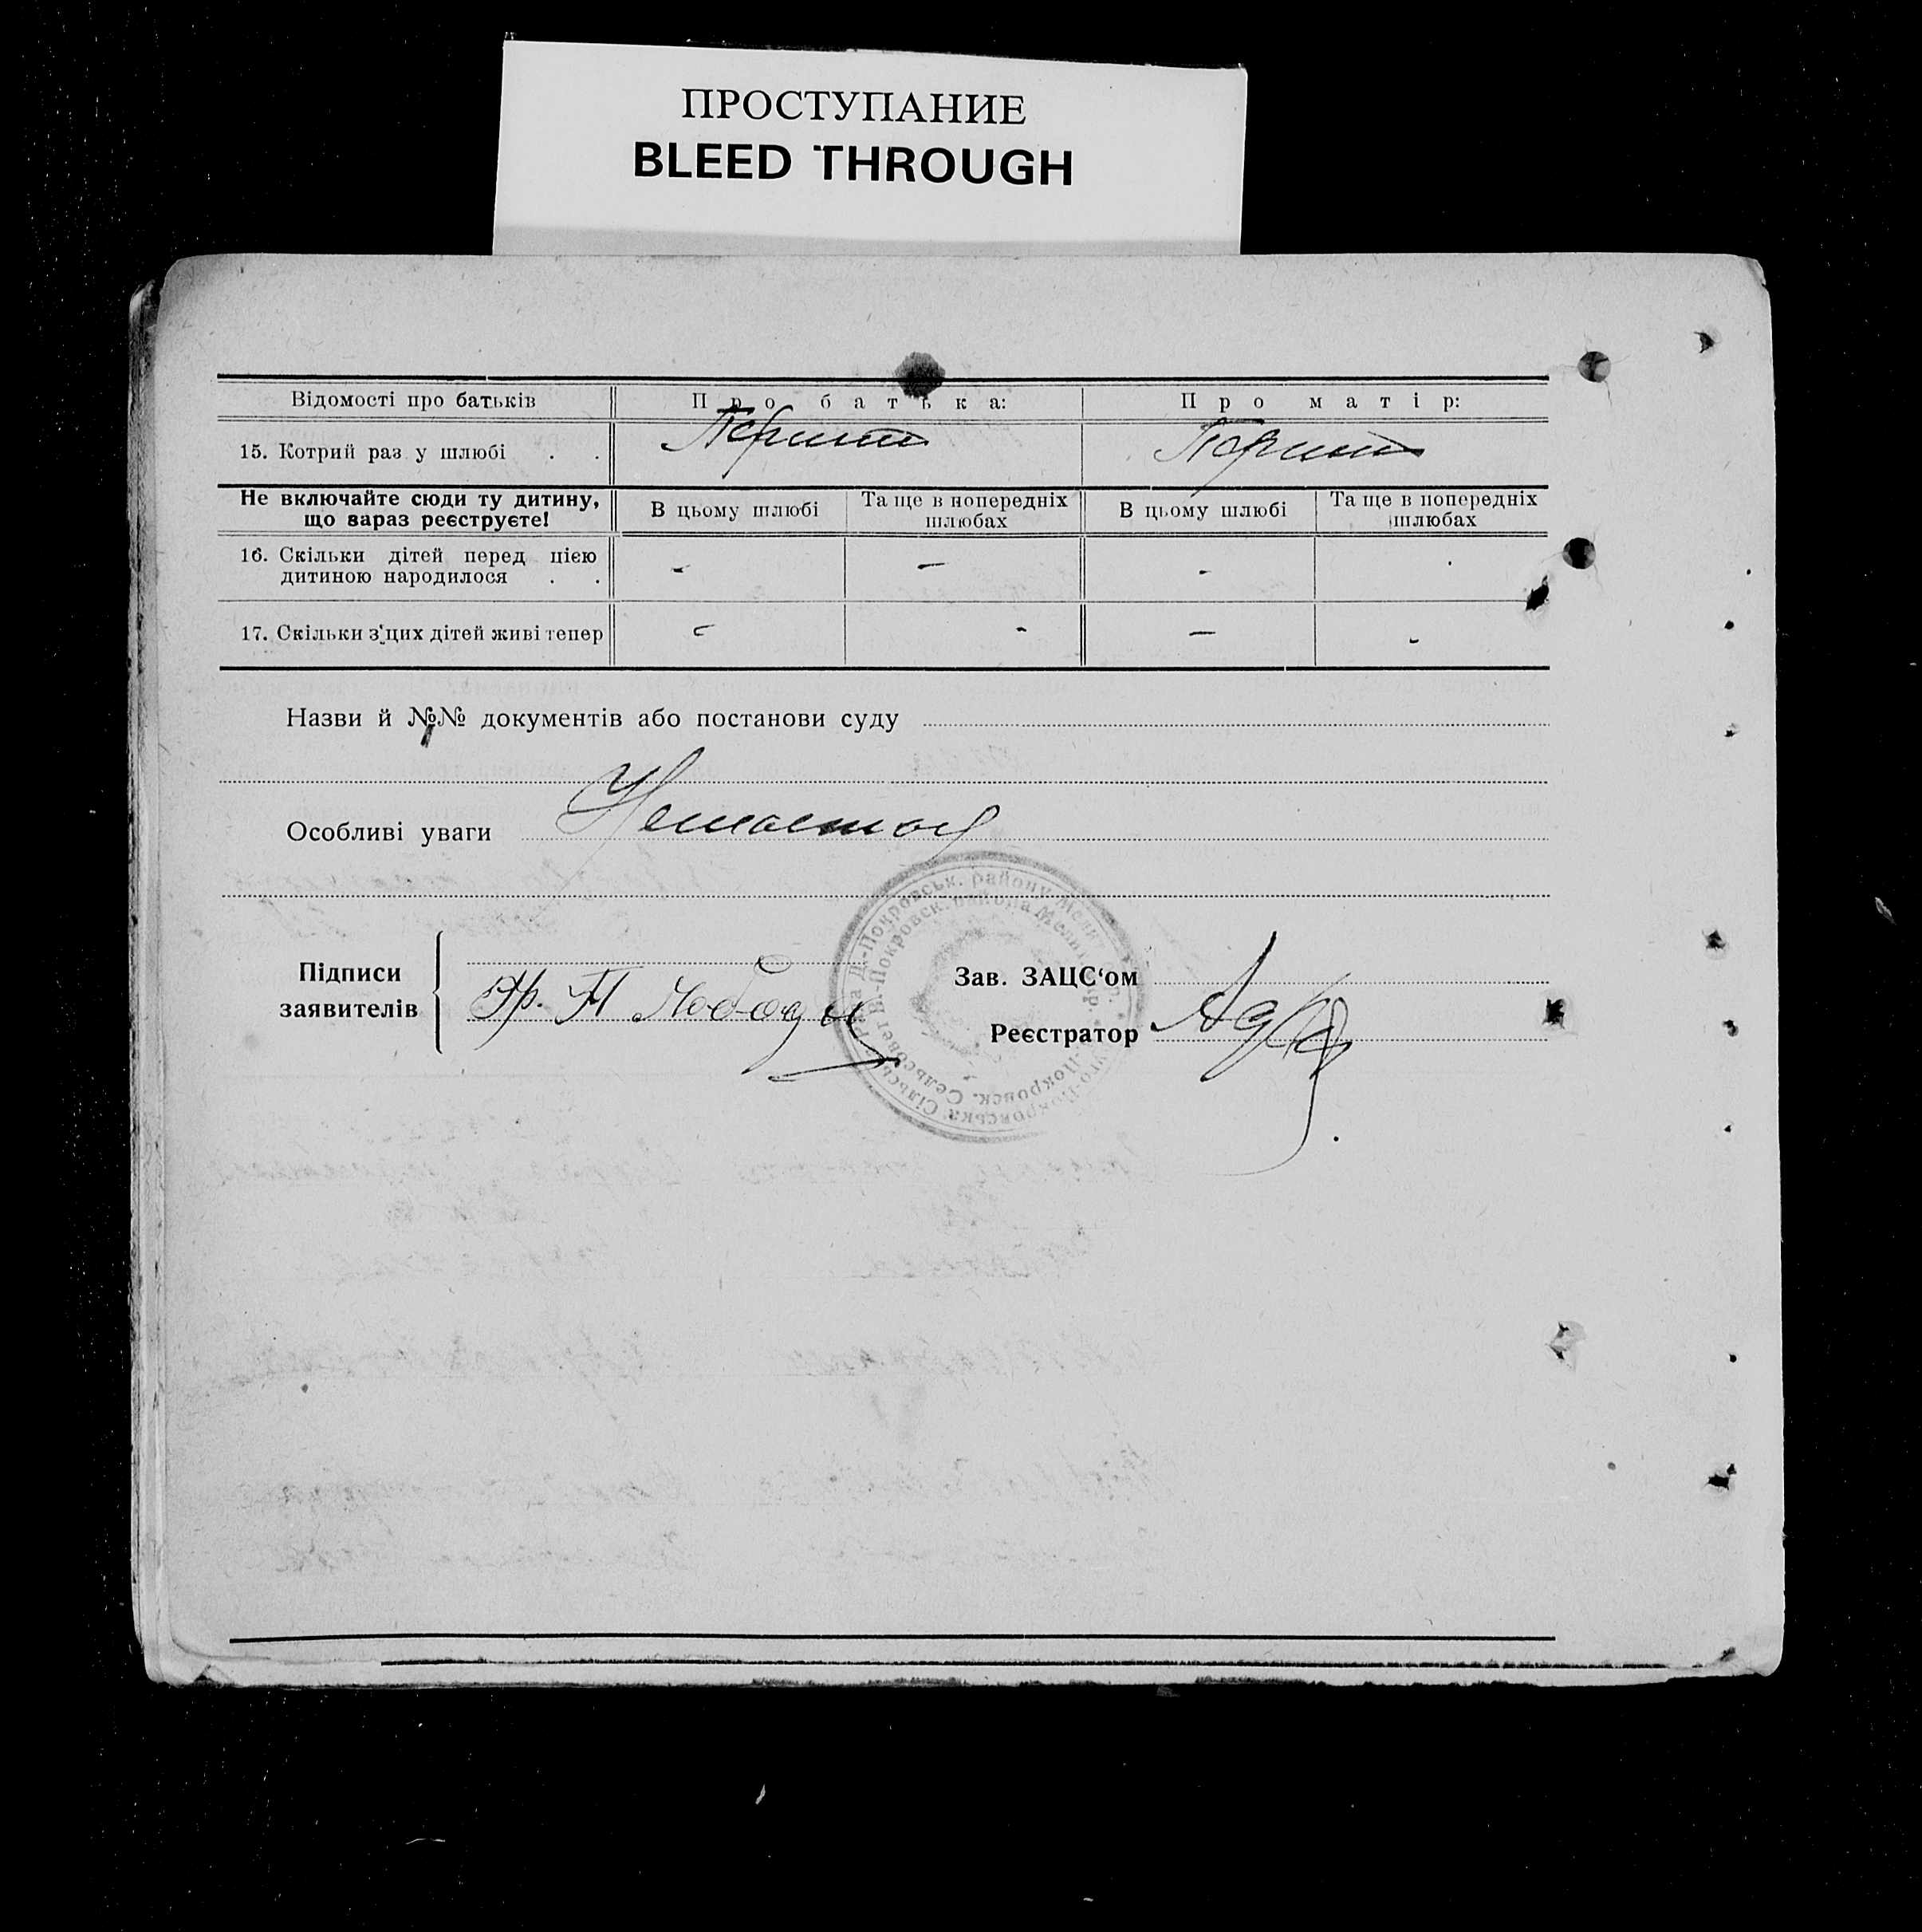 ПРОСТУПАНИЕ
BLEED THROUGH
Відомості про батьків
Про батька:
Про матір:
15. Котрий раз у шлюбі . .
Перший
Перший
Не включайте сюди ту дитину,
що зараз реєструєте!
В цьому шлюбі
Та ще в попередніх
шлюбах
В цьому шлюбі
Та ще в попередніх
шлюбах
16. Скільки дітей перед цією
дитиною народилося . .
-
-
-
-
17. Скільки з цих дітей живі тепер
-
-
-
-
Назви й №№ документів або постанови суду
Особливі уваги
Підписи
заявителів
Зав. ЗАЦС‘ом
Реєстратор